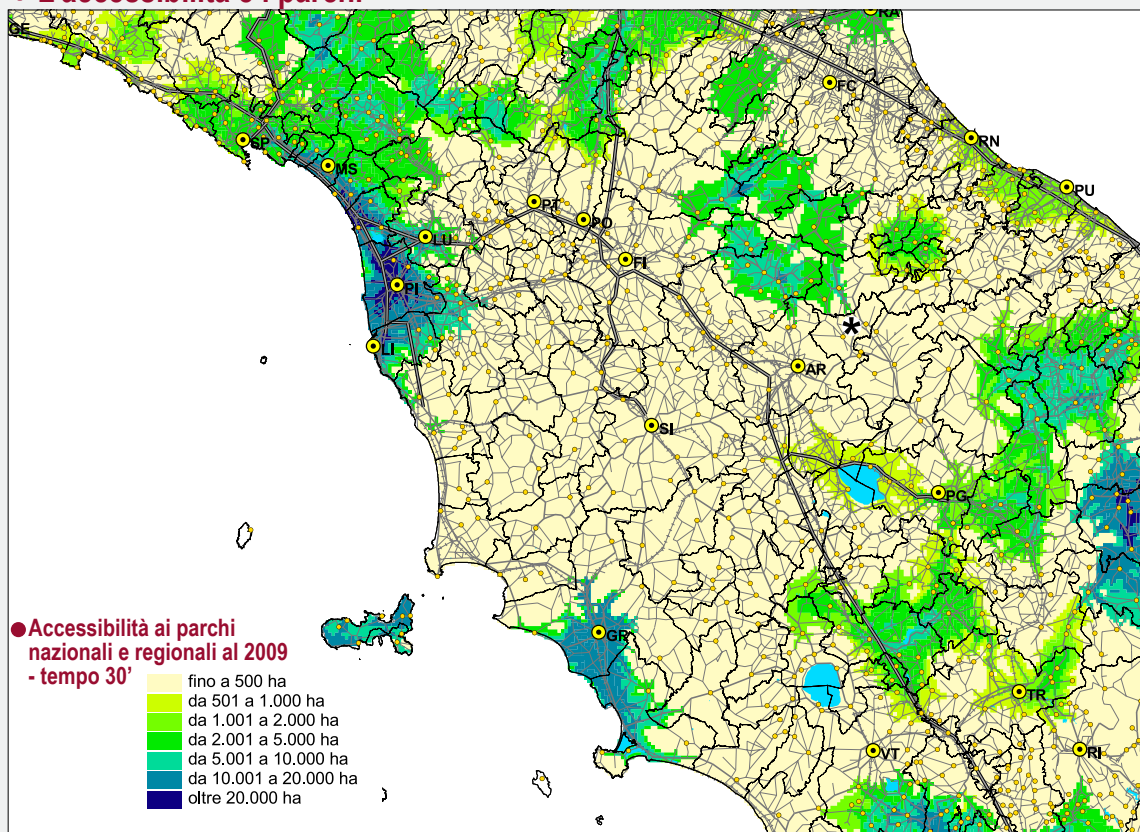 L'accessibilità e i parchi
GE
RA
FC
SP
RN
MS
PU
PT
PO
LU
FI
PI
*
LI
AR
SI
PG
GR
TR
VT
RI
Accessibilità ai parchi
nazionali e regionali al 2009
- tempo 30'
fino a 500 ha
da 501 a 1.000 ha
da 1.001 a 2.000 ha
da 2.001 a 5.000 ha
da 5.001 a 10.000 ha
da 10.001 a 20.000 ha
oltre 20.000 ha